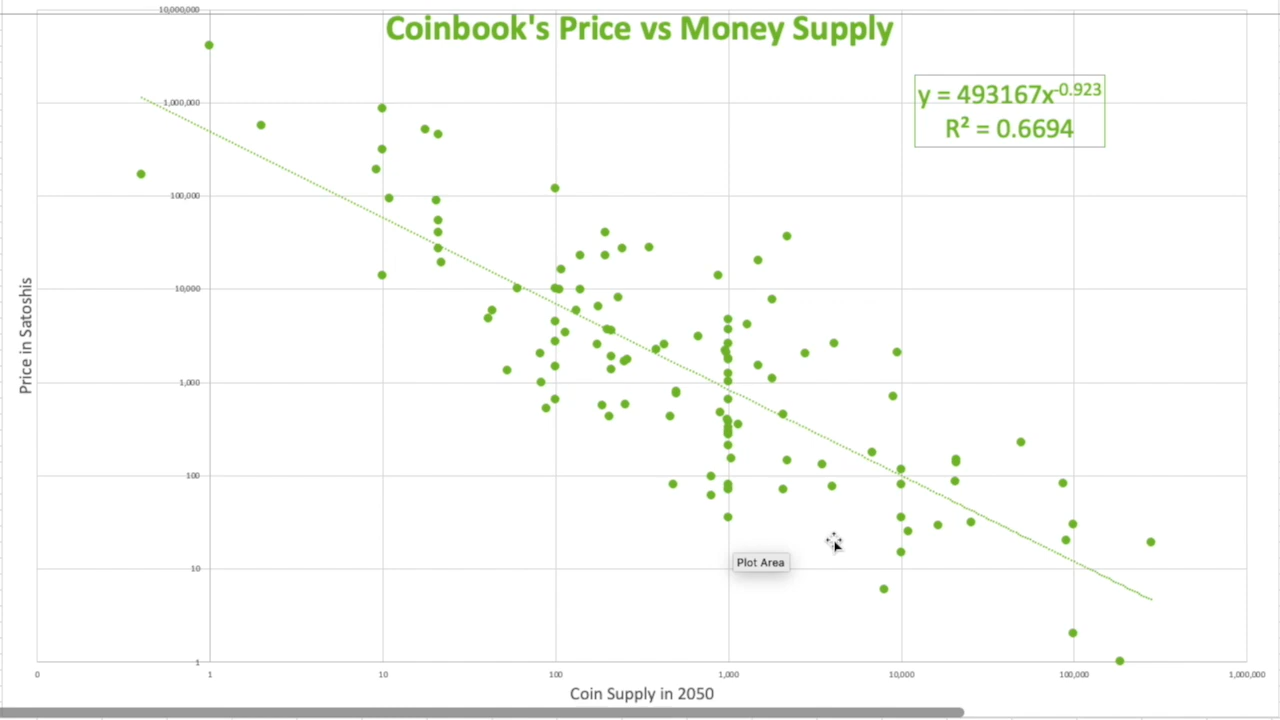 Coinbook's Price vs Money Supply
y = 493167x^-0.923
R² = 0.6694
10,000,000
1,000,000
100,000
10,000
1,000
100
10
1
Price in Satoshis
Plot Area
0 1 10 100 1,000 10,000 100,000 1,000,000
Coin Supply in 2050